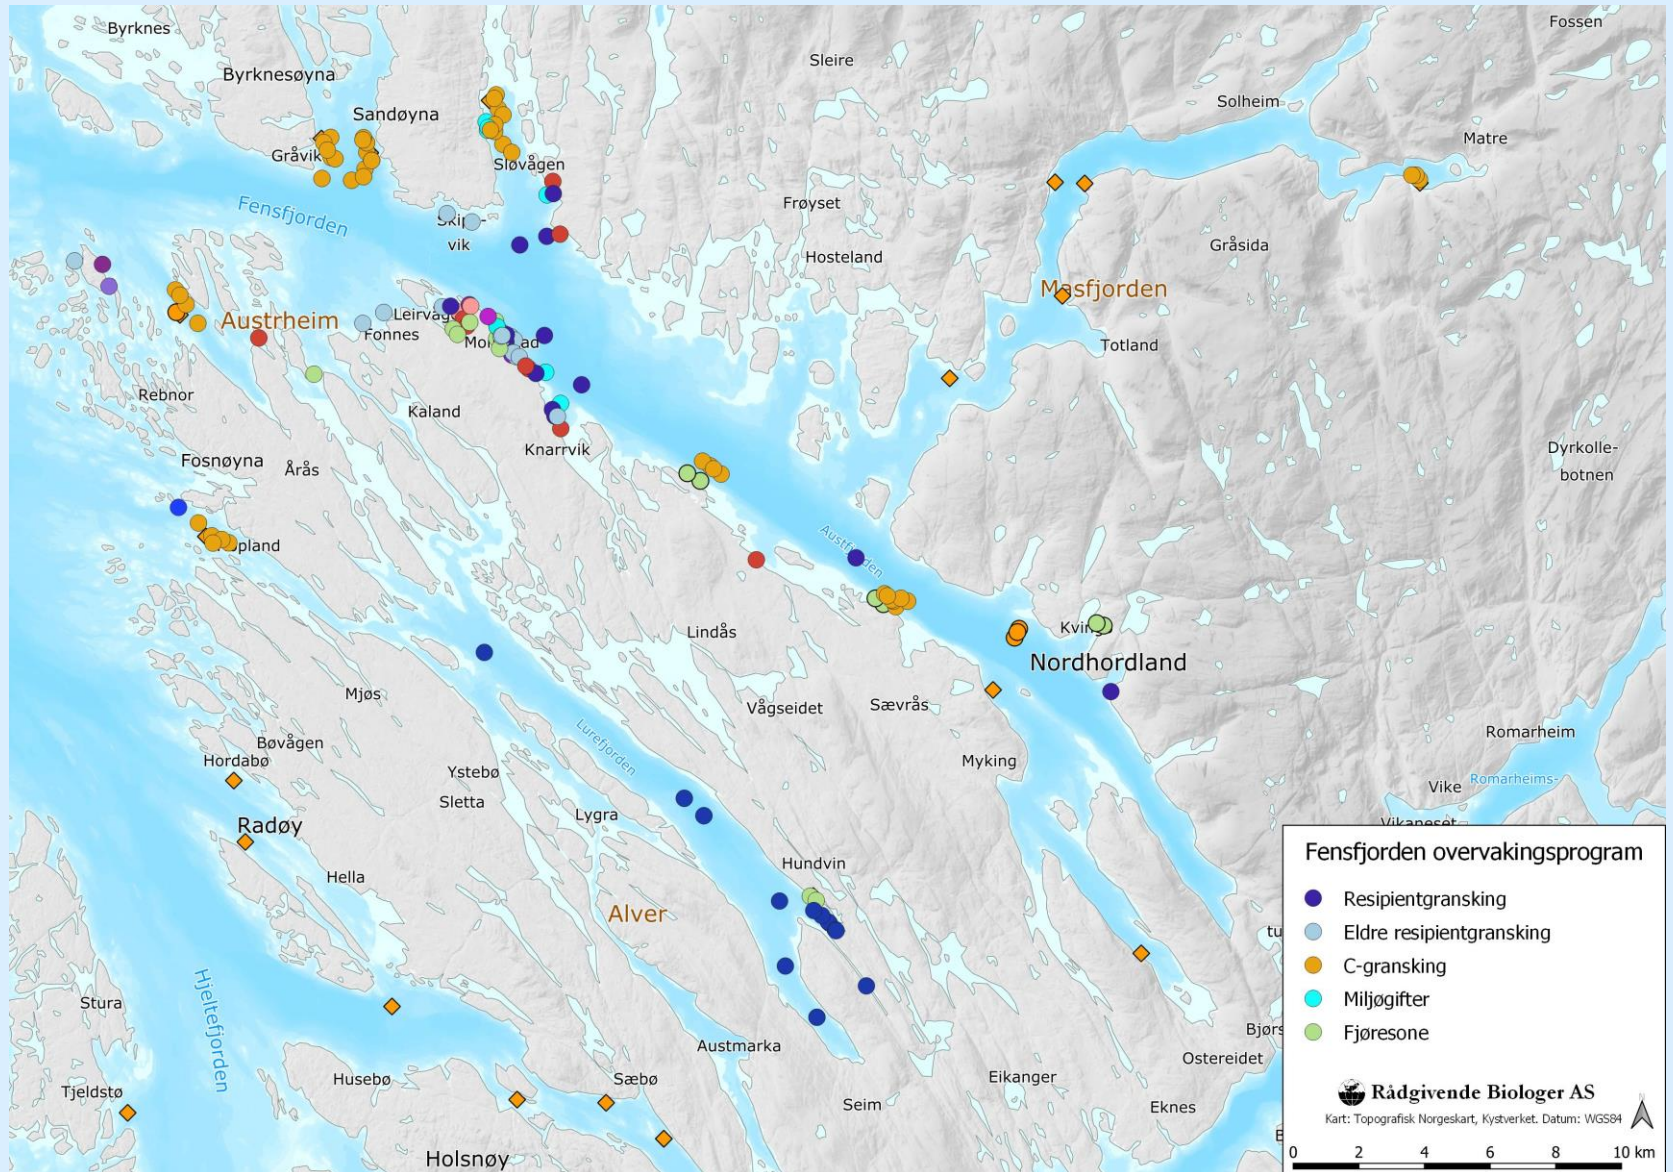 Byrknes
Fossen
Sleire
Byrknesøyna
Solheim
Sandøyna
Matre
Gråvik
Sløvågen
Frøyset
Fensfjorden
Skip-
vik
Gråsida
Hosteland
Masfjorden
Leirvåg
Austrheim
Fonnes
Totland
Rebnor
Kaland
Knarrvik
Dyrkolle-
botnen
Fosnøyna
Årås
Austfjorden
Lindås
Nordhordland
Mjøs
Vågseidet
Sævrås
Lurefjorden
Romarheim
Bøvågen
Hordabø
Myking
Ystebø
Romarheims-
Sletta
Vike
Lygra
Radøy
Vikaneset
Hundvin
Hella
Alver
Hjeltefjorden
Stura
Austmarka
Ostereidet
Husebø
Sæbø
Eikanger
Tjeldstø
Seim
Eknes
Holsnøy
Fensfjorden overvakingsprogram
Resipientgransking
Eldre resipientgransking
C-gransking
Miljøgifter
Fjøresone
Rådgivende Biologer AS
Kart: Topografisk Norgeskart, Kystverket. Datum: WGS84
N
0 2 4 6 8 10 km